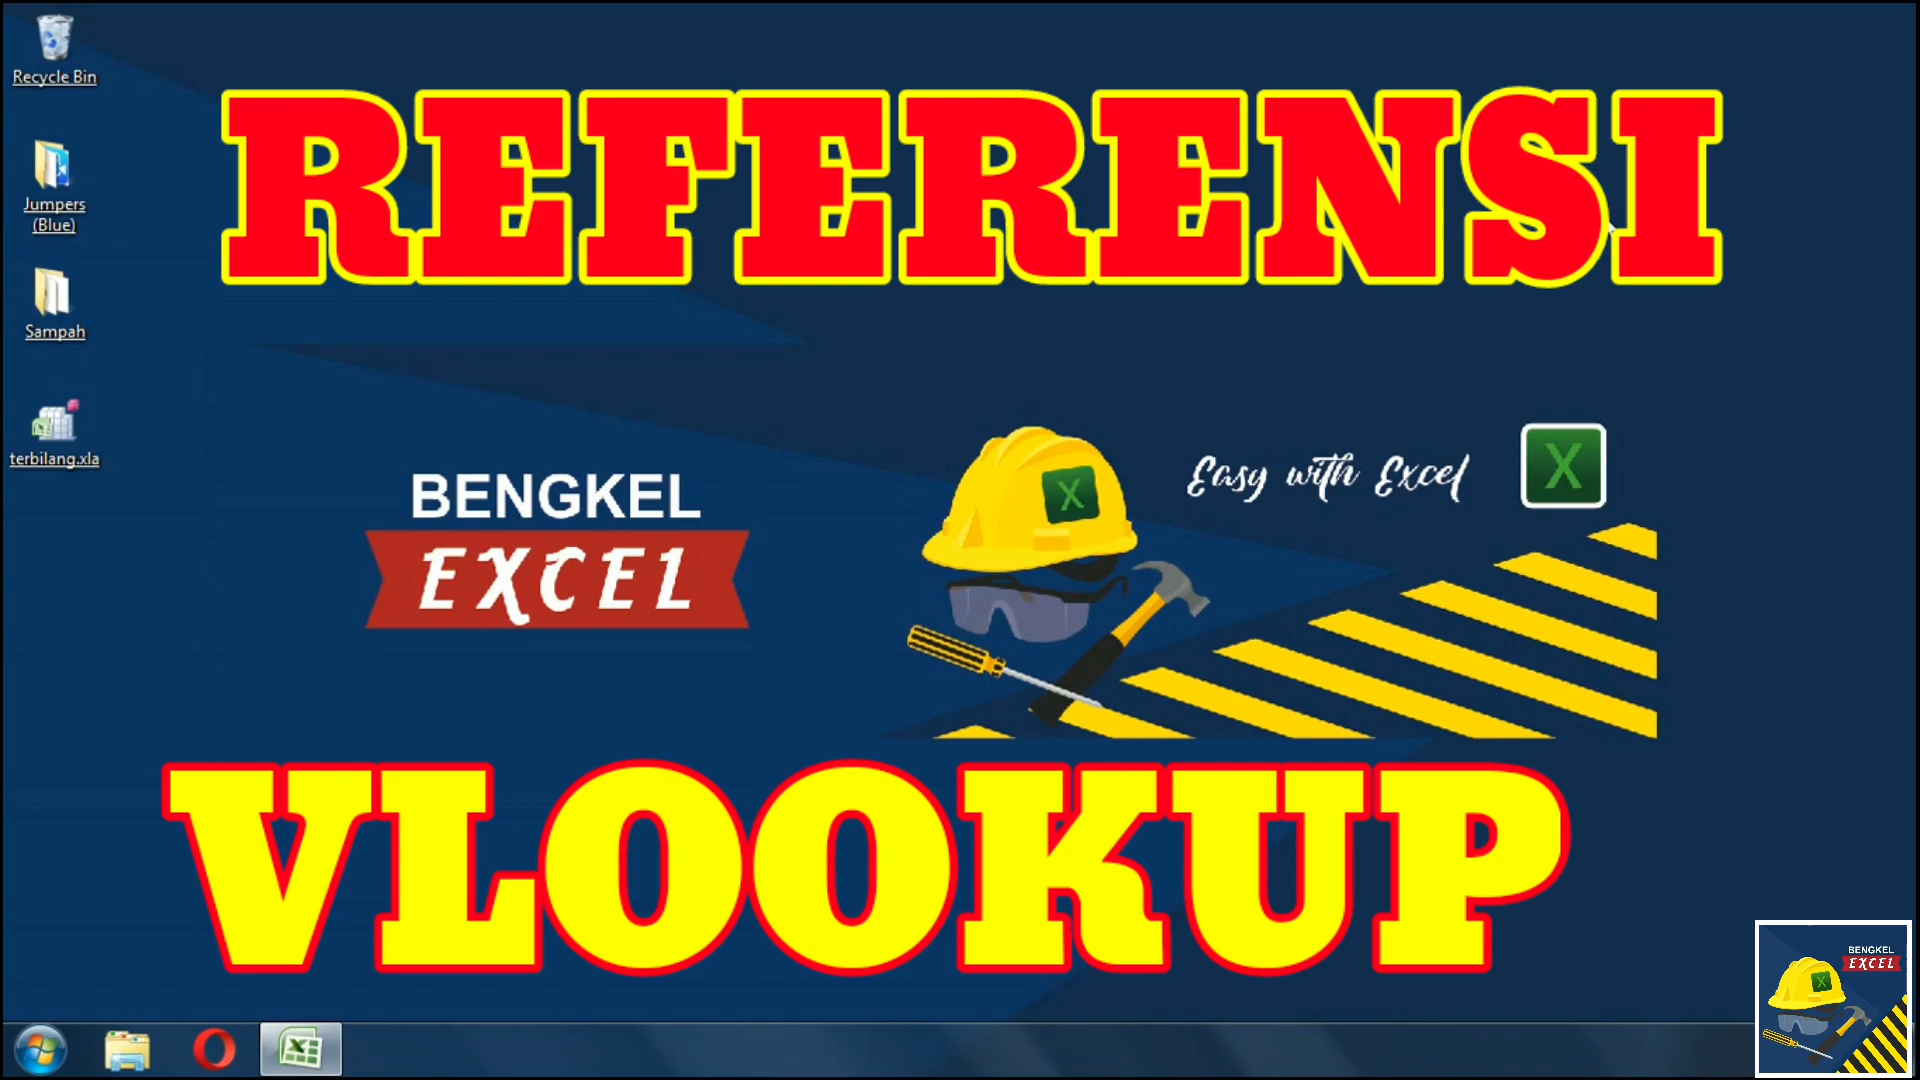 Recycle Bin
Jumpers
(Blue)
Sampah
terbilang.xla
REFERENSI
BENGKEL
EXCEL
Easy with Excel
X
X
VLOOKUP
BENGKEL
EXCEL
X